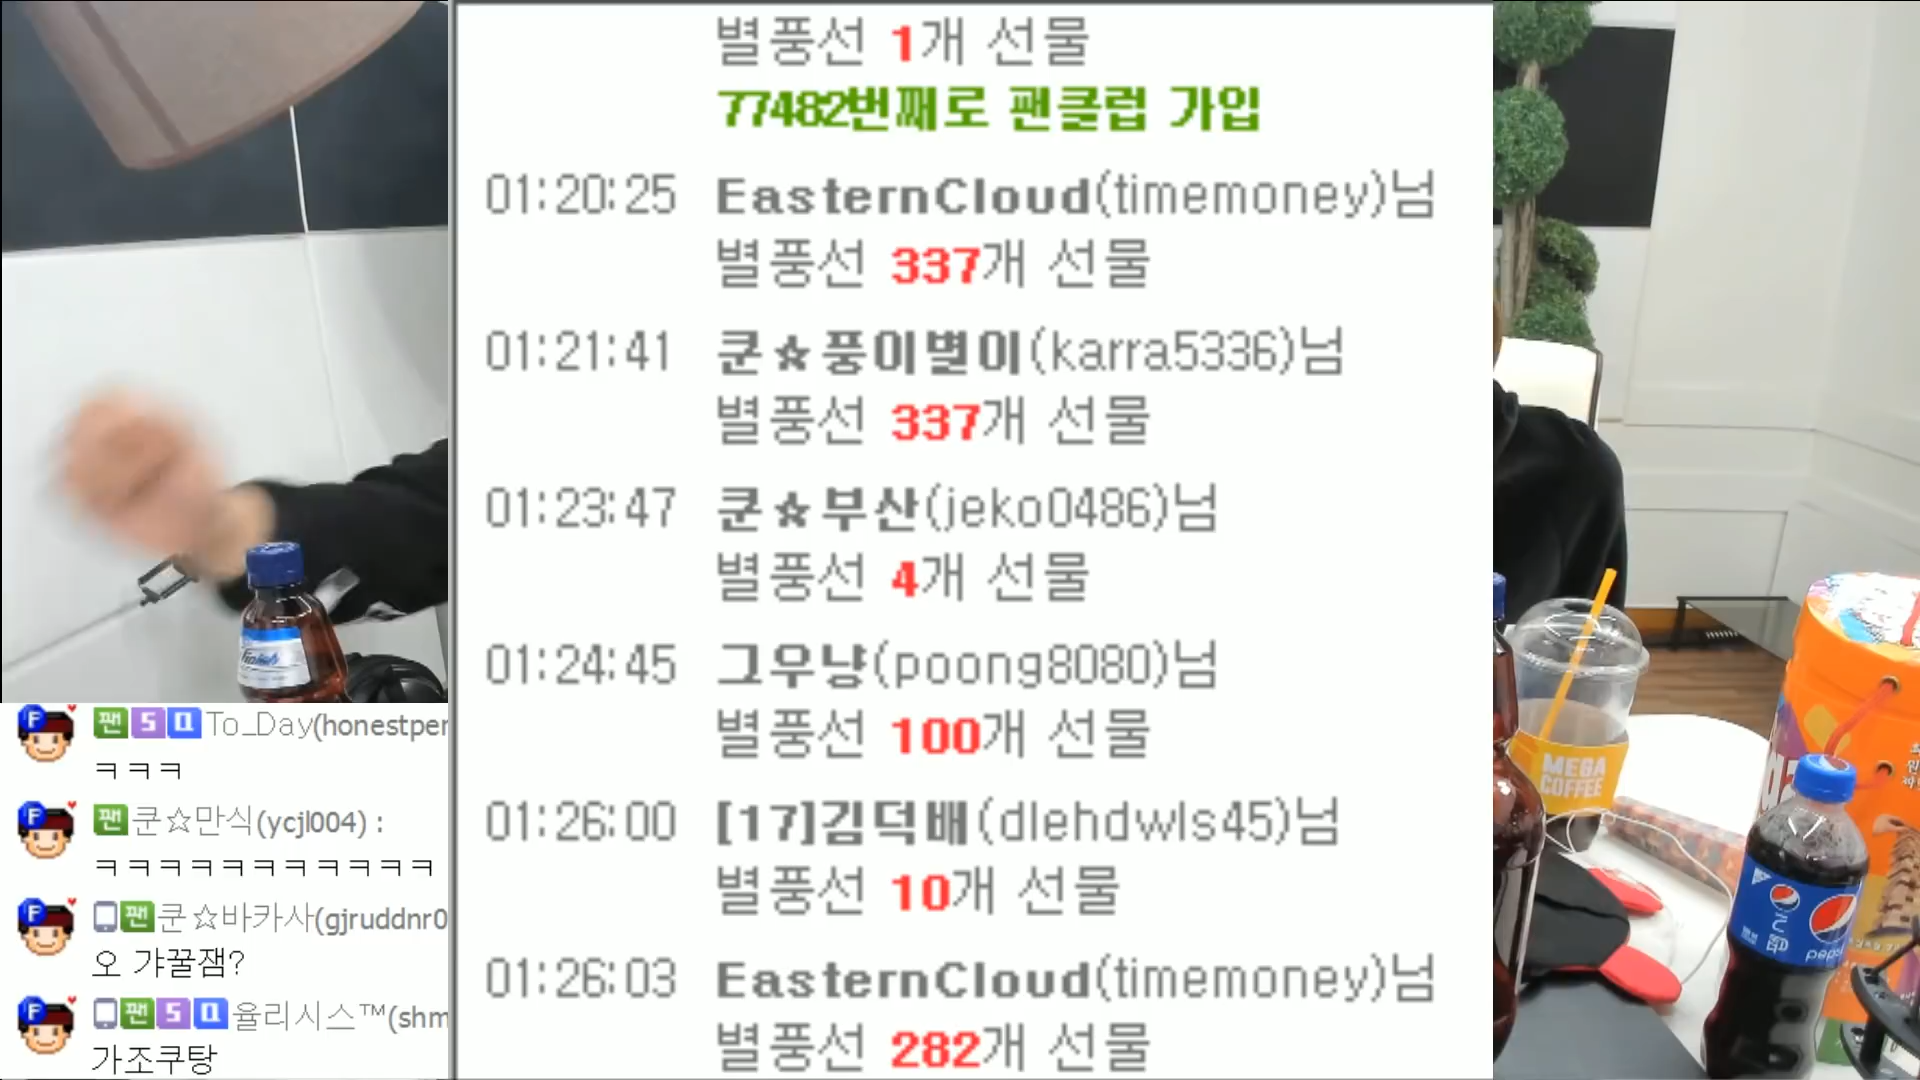 별풍선 1개 선물
77482번째로 팬클럽 가입
01:20:25 EasternCloud(timemoney)님
별풍선 337개 선물
01:21:41 쿤☆풍이별이(karra5336)님
별풍선 337개 선물
01:23:47 쿤☆부산(jeko0486)님
별풍선 4개 선물
01:24:45 그우냥(poong8080)님
별풍선 100개 선물
01:26:00 [17]김덕배(dlehdwls45)님
별풍선 10개 선물
01:26:03 EasternCloud(timemoney)님
별풍선 282개 선물
팬 S Q To_Day(honestper
ㅋㅋㅋ
팬 쿤☆만식(ycjl004) :
ㅋㅋㅋㅋㅋㅋㅋㅋㅋㅋㅋ
팬 쿤☆바카사(gjruddnr0
오 갸꿀잼?
팬 S Q 율리시스™(shm
가조쿠탕
MEGA
COFFEE
pepsi